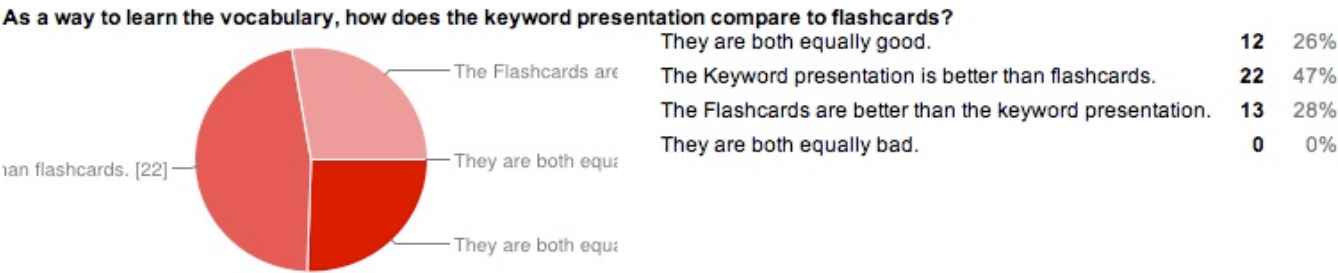 As a way to learn the vocabulary, how does the keyword presentation compare to flashcards?
The Flashcards are
They are both equa
They are both equa
han flashcards. [22]
They are both equally good. 12 26%
The Keyword presentation is better than flashcards. 22 47%
The Flashcards are better than the keyword presentation. 13 28%
They are both equally bad. 0 0%